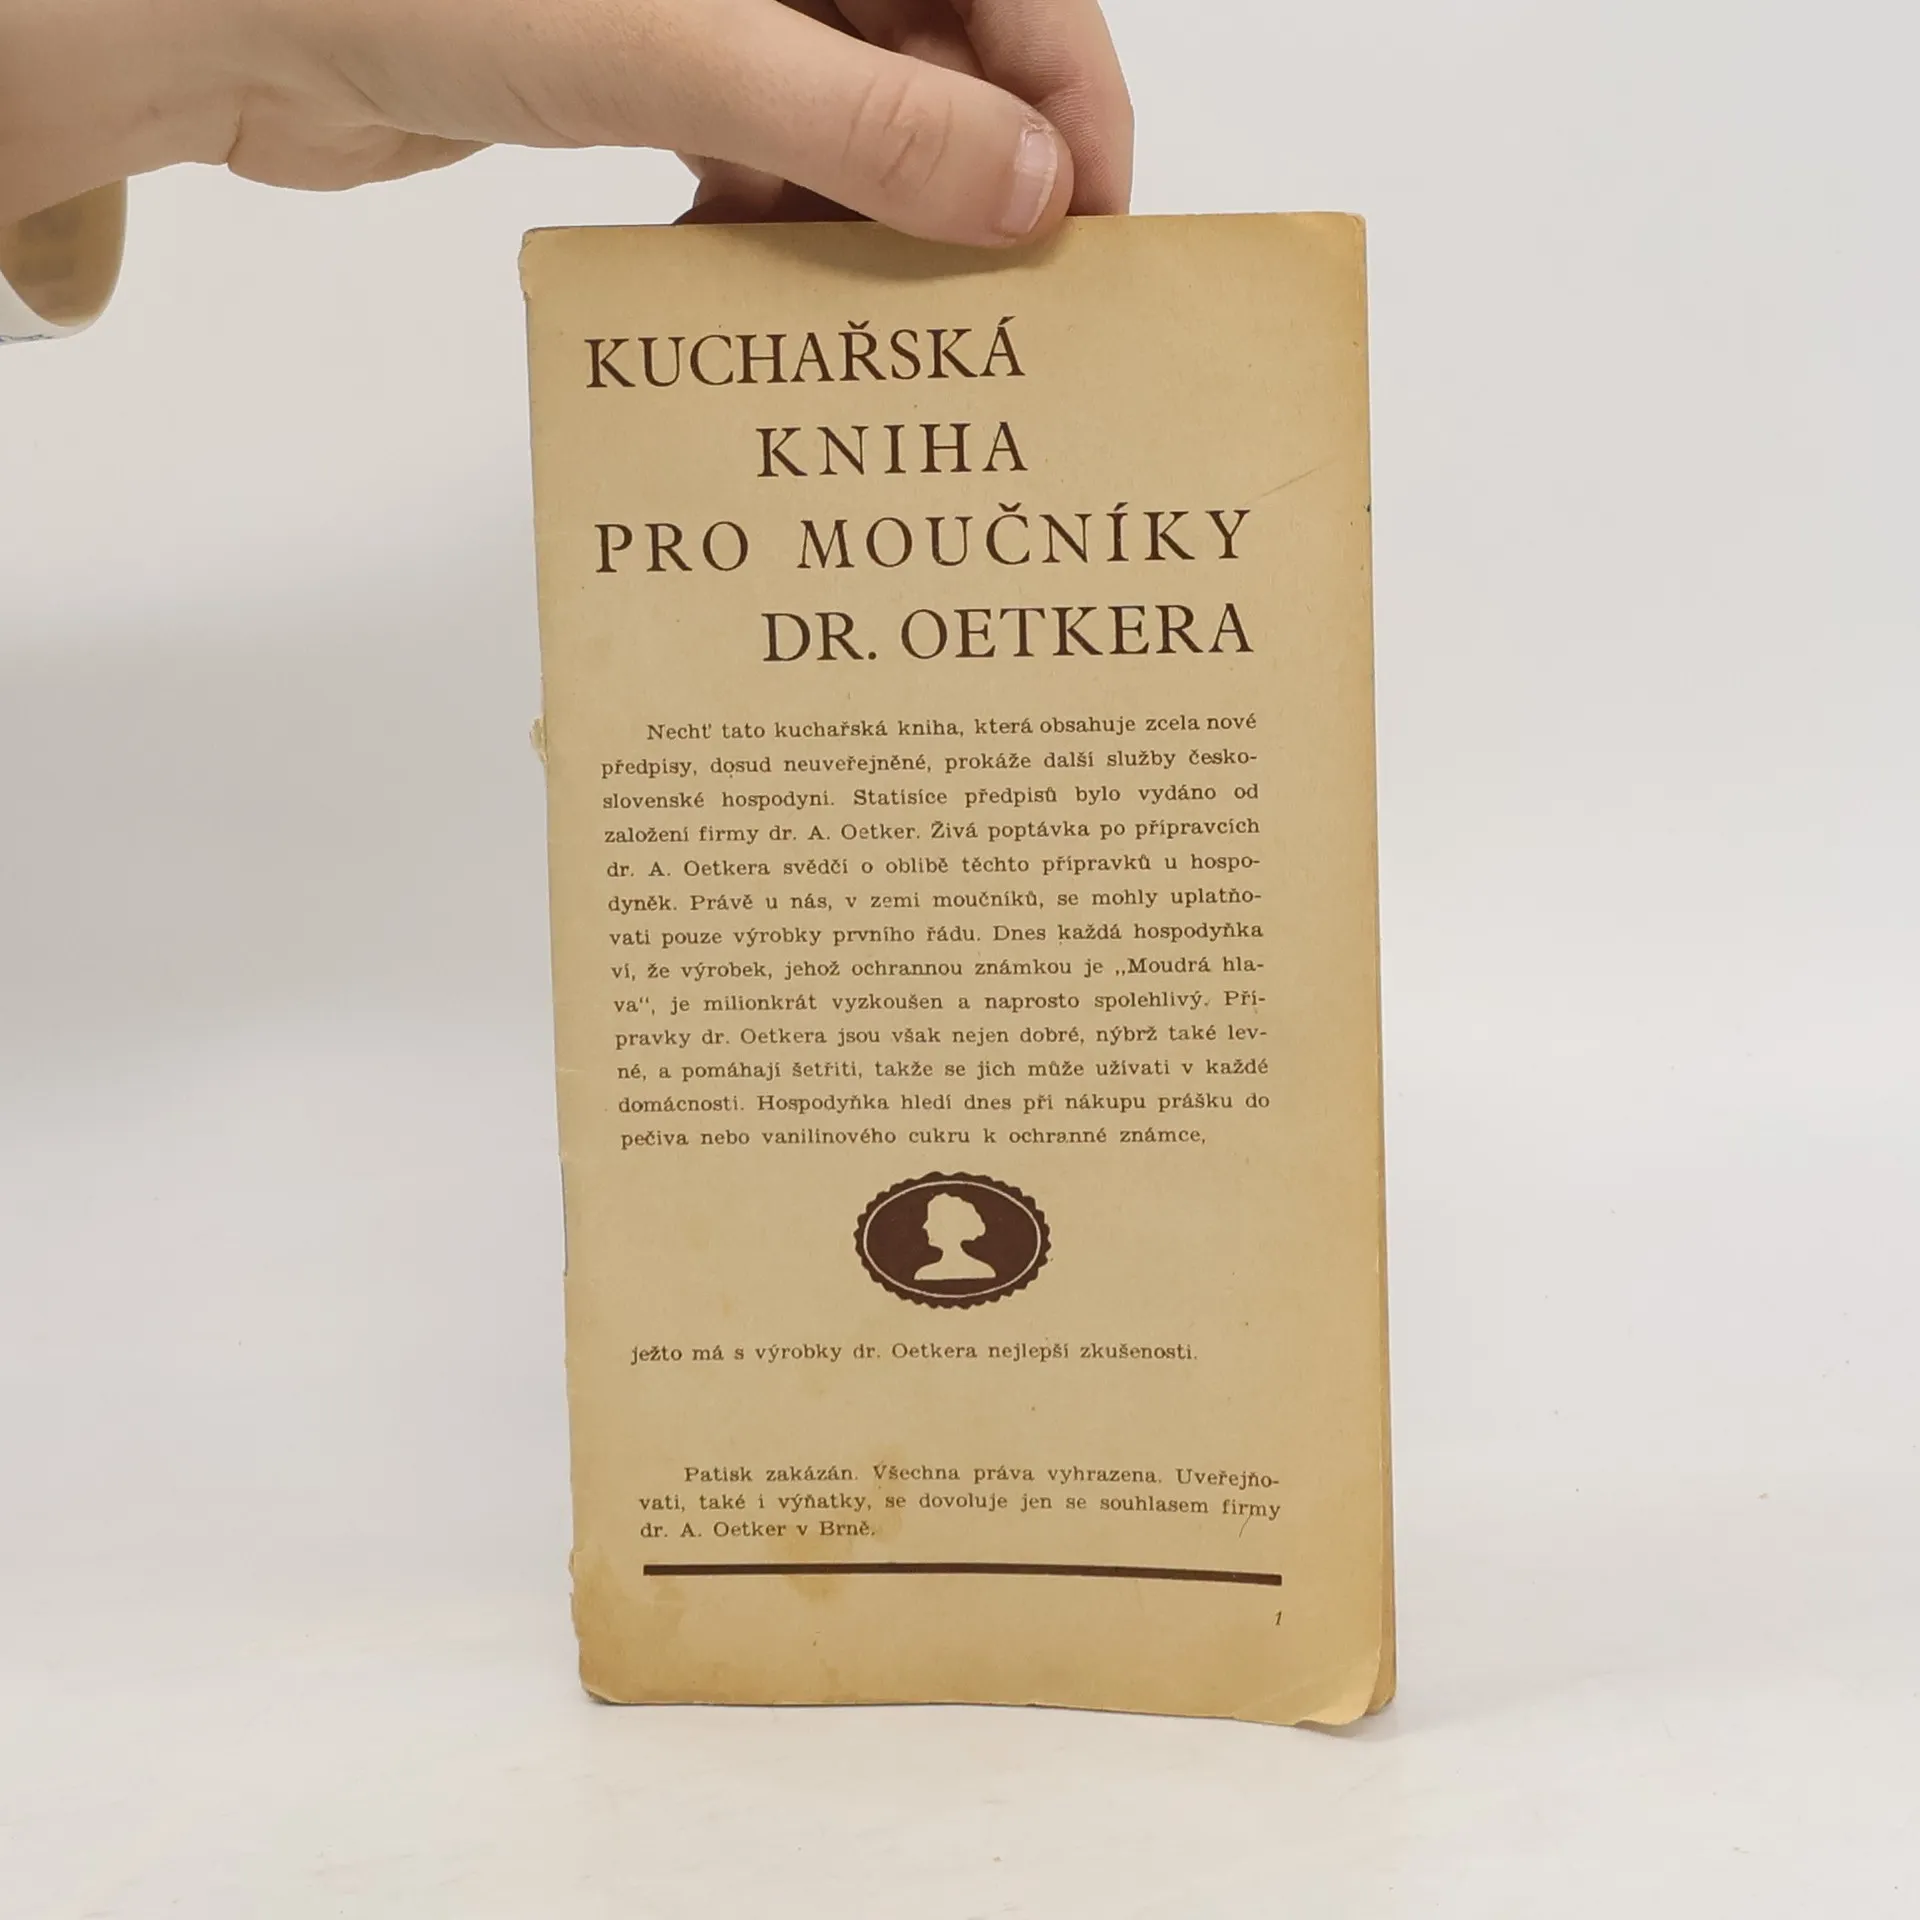 KUCHAŘSKÁ
KNIHA
PRO MOUČNÍKY
DR. OETKERA
Nechť tato kuchařská kniha, která obsahuje zcela nové
předpisy, dosud neuveřejněné, prokáže další služby česko-
slovenské hospodyni. Statisíce předpisů bylo vydáno od
založení firmy dr. A. Oetker. Živá poptávka po přípravcích
dr. A. Oetkera svědčí o oblibě těchto přípravků u hospo-
dyněk. Právě u nás, v zemi moučníků, se mohly uplatňo-
vati pouze výrobky prvního řádu. Dnes každá hospodyňka
ví, že výrobek, jehož ochrannou známkou je „Moudrá hla-
va“, je milionkrát vyzkoušen a naprosto spolehlivý. Pří-
pravky dr. Oetkera jsou však nejen dobré, nýbrž také lev-
né, a pomáhají šetřiti, takže se jich může užívati v každé
domácnosti. Hospodyňka hledí dnes při nákupu prášku do
pečiva nebo vanilinového cukru k ochranné známce,
ježto má s výrobky dr. Oetkera nejlepší zkušenosti.
Patisk zakázán. Všechna práva vyhrazena. Uveřejňo-
vati, také i výňatky, se dovoluje jen se souhlasem firmy
dr. A. Oetker v Brně.
1